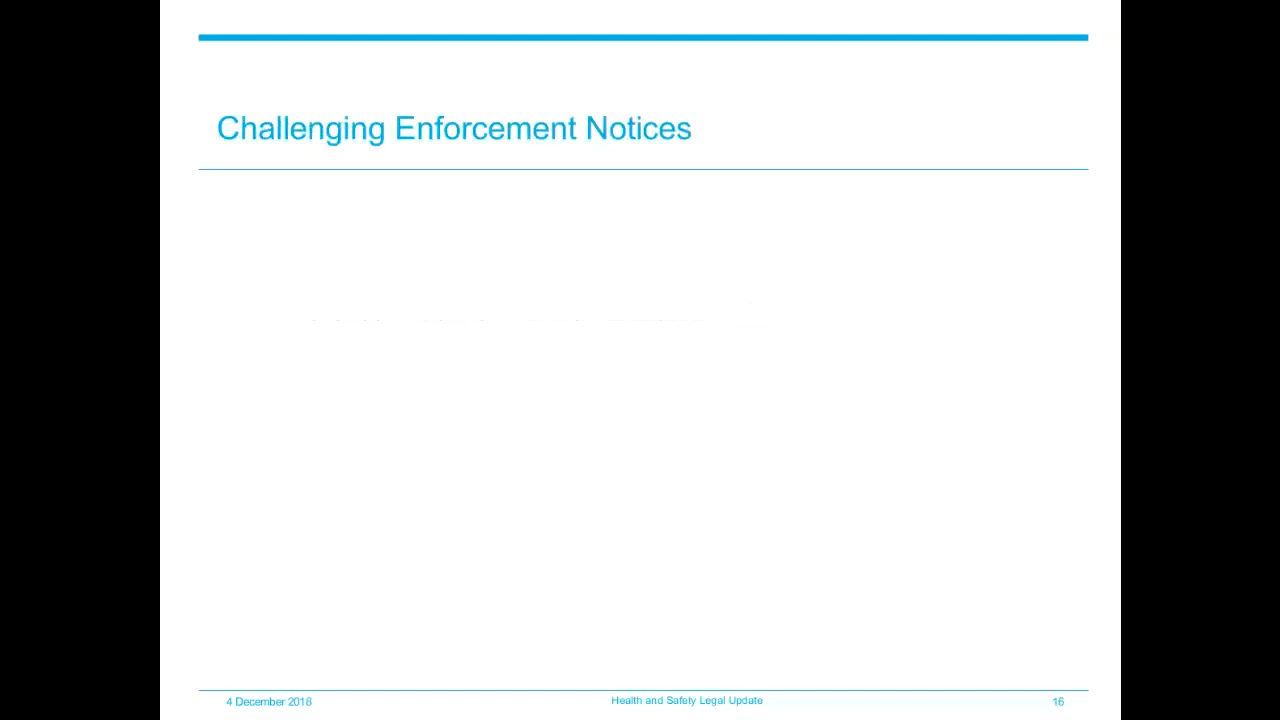 Challenging Enforcement Notices
4 December 2018
Health and Safety Legal Update
16